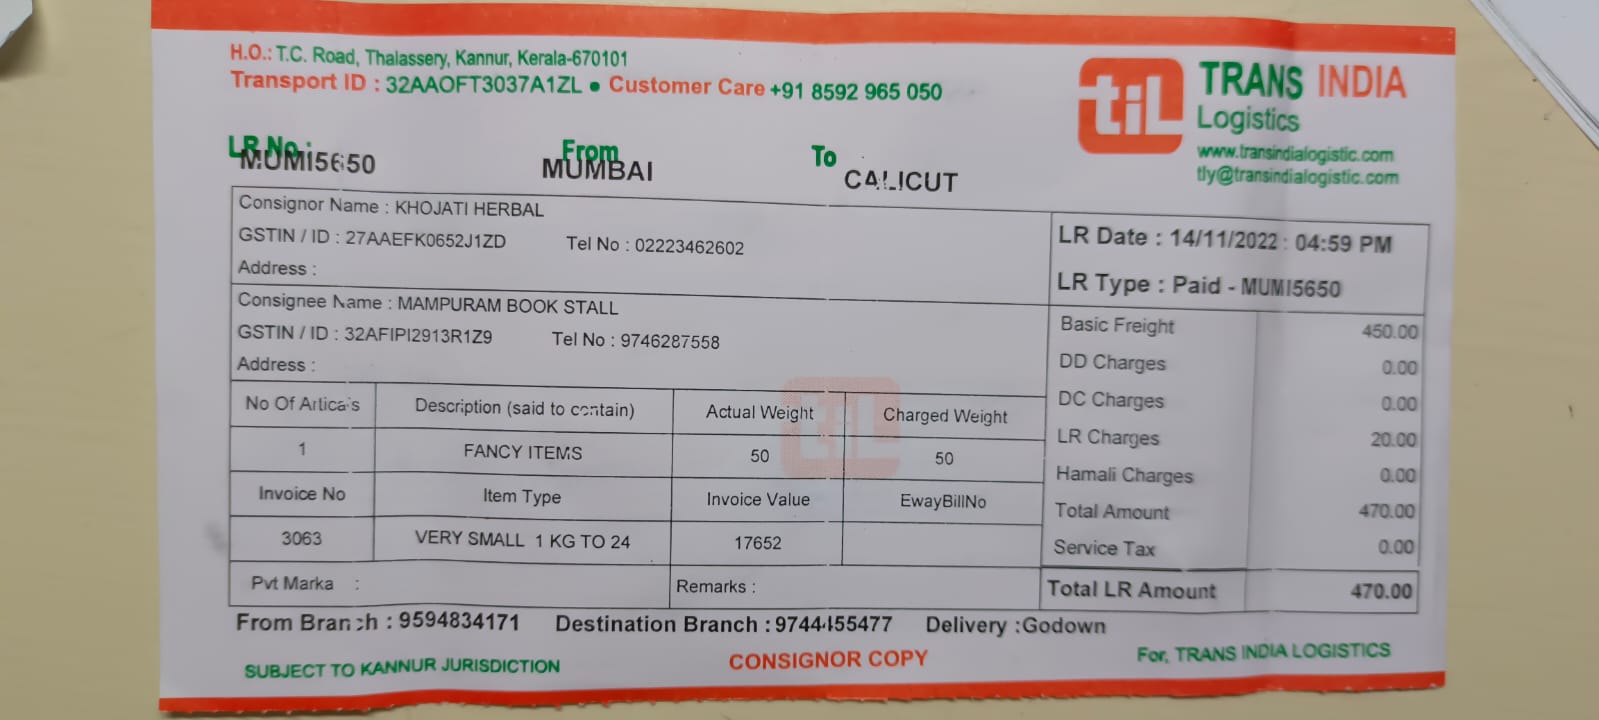 H.O.: T.C. Road, Thalassery, Kannur, Kerala-670101
Transport ID : 32AAOFT3037A1ZL ● Customer Care +91 8592 965 050
tiL TRANS INDIA
Logistics
www.transindialogistic.com
tly@transindialogistic.com
LR No.: From To
MUMI5650 MUMBAI CALICUT
Consignor Name : KHOJATI HERBAL
GSTIN / ID : 27AAEFK0652J1ZD Tel No : 02223462602
Address :
LR Date : 14/11/2022 : 04:59 PM
LR Type : Paid - MUMI5650
Consignee Name : MAMPURAM BOOK STALL
GSTIN / ID : 32AFIPI2913R1Z9 Tel No : 9746287558
Address :
No Of Artica's Description (said to contain) Actual Weight Charged Weight
1 FANCY ITEMS 50 50
Invoice No Item Type Invoice Value EwayBillNo
3063 VERY SMALL 1 KG TO 24 17652
Pvt Marka : Remarks :
Basic Freight 450.00
DD Charges 0.00
DC Charges 0.00
LR Charges 20.00
Hamali Charges 0.00
Total Amount 470.00
Service Tax 0.00
Total LR Amount 470.00
From Branch : 9594834171 Destination Branch : 9744455477 Delivery :Godown
SUBJECT TO KANNUR JURISDICTION CONSIGNOR COPY For, TRANS INDIA LOGISTICS